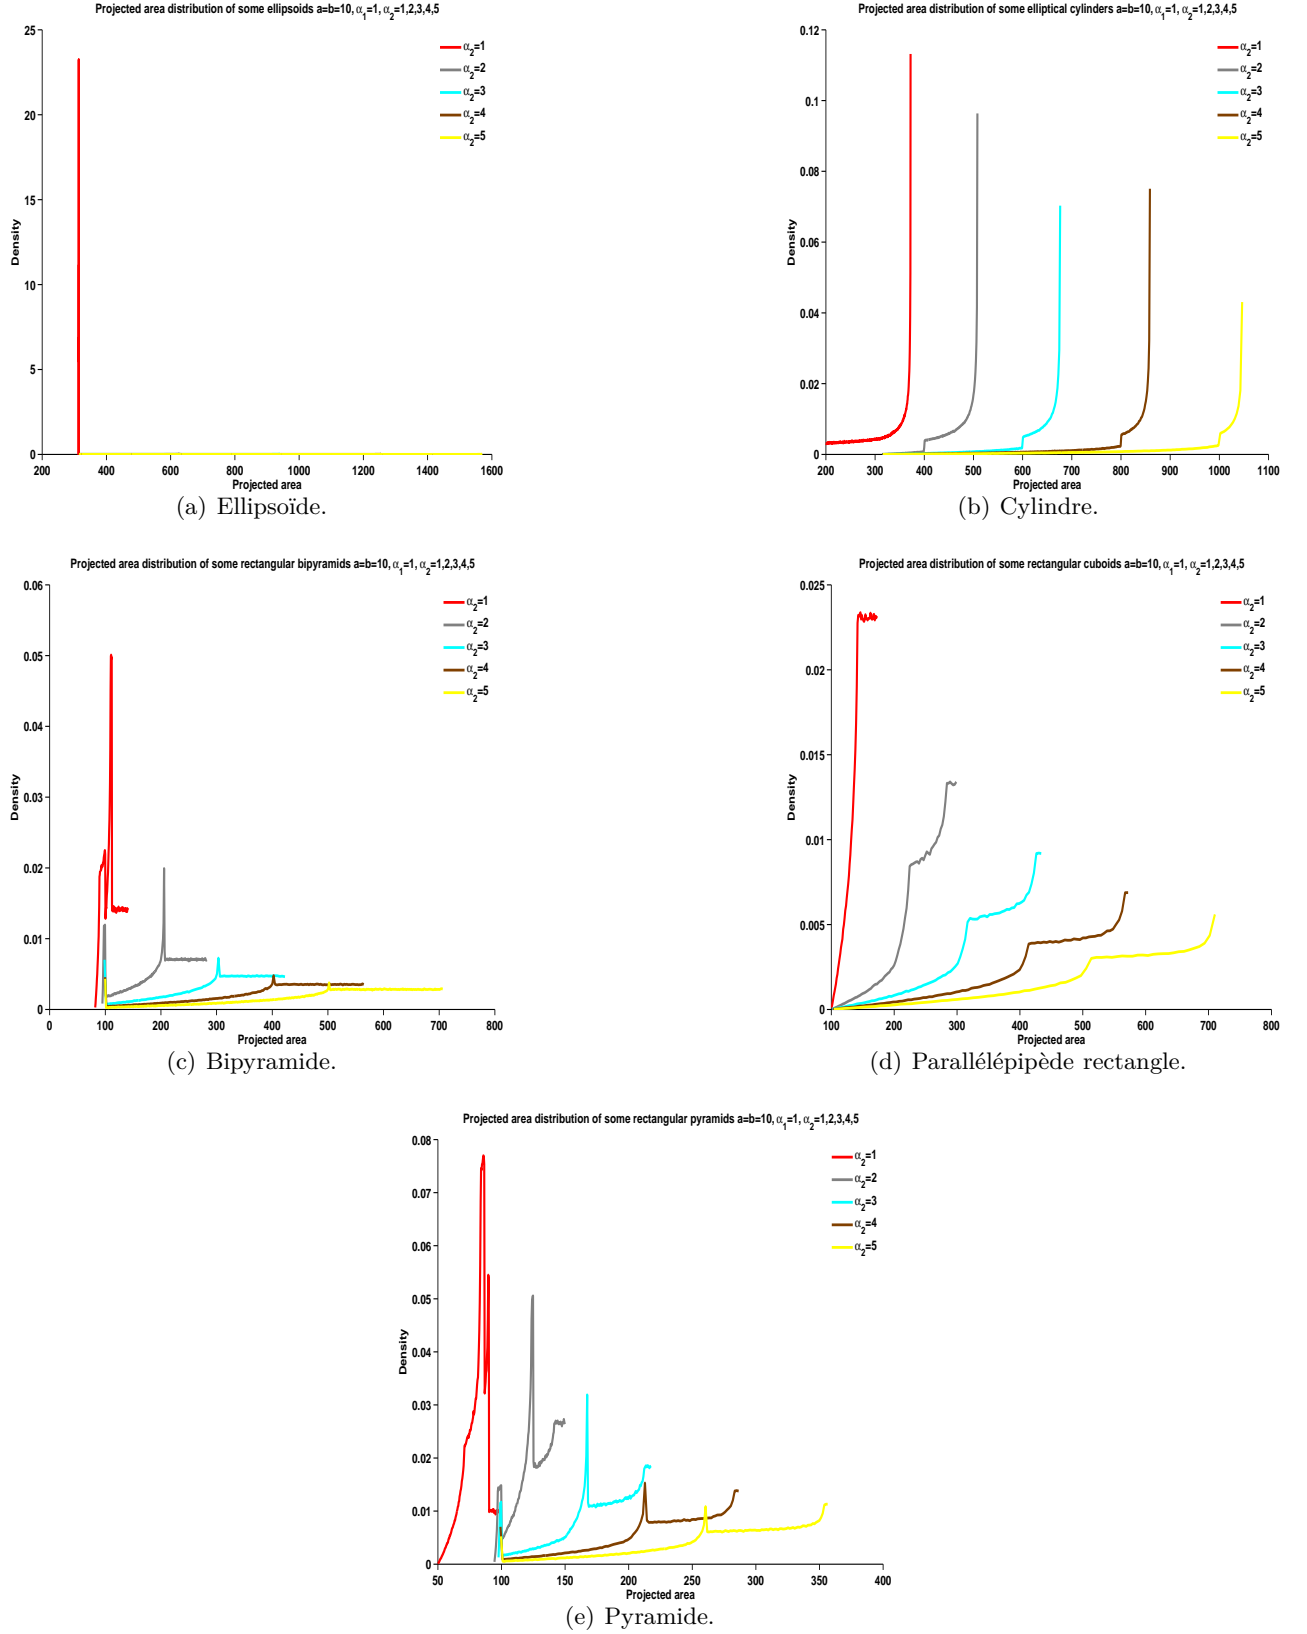 Projected area distribution of some ellipsoids a=b=10, α₁=1, α₂=1,2,3,4,5
25
20
15
10
5
0
Density
200 400 600 800 1000 1200 1400 1600
Projected area
α₂=1
α₂=2
α₂=3
α₂=4
α₂=5
(a) Ellipsoïde.
Projected area distribution of some elliptical cylinders a=b=10, α₁=1, α₂=1,2,3,4,5
0.12
0.1
0.08
0.06
0.04
0.02
0
Density
200 300 400 500 600 700 800 900 1000 1100
Projected area
α₂=1
α₂=2
α₂=3
α₂=4
α₂=5
(b) Cylindre.
Projected area distribution of some rectangular bipyramids a=b=10, α₁=1, α₂=1,2,3,4,5
0.06
0.05
0.04
0.03
0.02
0.01
0
Density
0 100 200 300 400 500 600 700 800
Projected area
α₂=1
α₂=2
α₂=3
α₂=4
α₂=5
(c) Bipyramide.
Projected area distribution of some rectangular cuboids a=b=10, α₁=1, α₂=1,2,3,4,5
0.025
0.02
0.015
0.01
0.005
0
Density
100 200 300 400 500 600 700 800
Projected area
α₂=1
α₂=2
α₂=3
α₂=4
α₂=5
(d) Parallélépipède rectangle.
Projected area distribution of some rectangular pyramids a=b=10, α₁=1, α₂=1,2,3,4,5
0.08
0.07
0.06
0.05
0.04
0.03
0.02
0.01
0
Density
50 100 150 200 250 300 350 400
Projected area
α₂=1
α₂=2
α₂=3
α₂=4
α₂=5
(e) Pyramide.